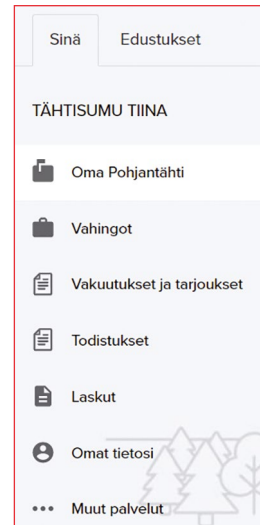 Sinä Edustukset
TÄHTISUMU TIINA
Oma Pohjantähti
Vahingot
Vakuutukset ja tarjoukset
Todistukset
Laskut
Omat tietosi
Muut palvelut